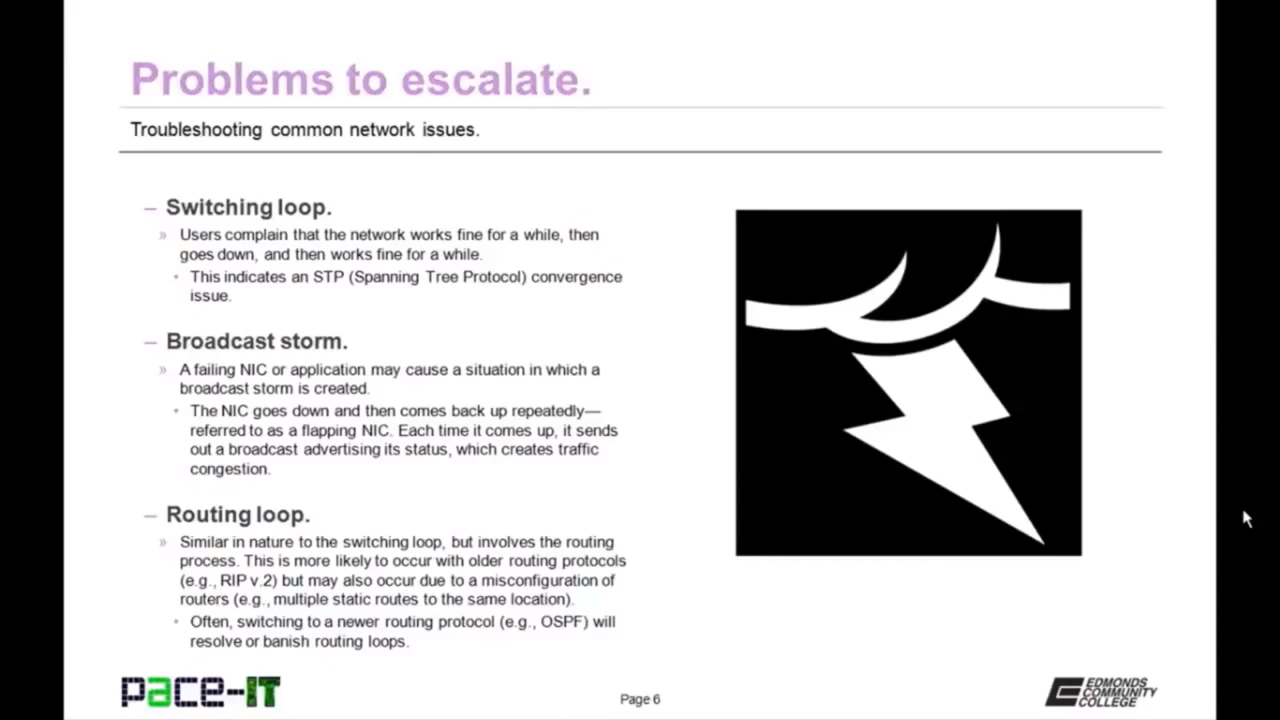 Problems to escalate.
Troubleshooting common network issues.
– Switching loop.
» Users complain that the network works fine for a while, then
goes down, and then works fine for a while.
• This indicates an STP (Spanning Tree Protocol) convergence
issue.
– Broadcast storm.
» A failing NIC or application may cause a situation in which a
broadcast storm is created.
• The NIC goes down and then comes back up repeatedly—
referred to as a flapping NIC. Each time it comes up, it sends
out a broadcast advertising its status, which creates traffic
congestion.
– Routing loop.
» Similar in nature to the switching loop, but involves the routing
process. This is more likely to occur with older routing protocols
(e.g., RIP v.2) but may also occur due to a misconfiguration of
routers (e.g., multiple static routes to the same location).
• Often, switching to a newer routing protocol (e.g., OSPF) will
resolve or banish routing loops.
pace-IT
Page 6
EDMONDS
COMMUNITY
COLLEGE